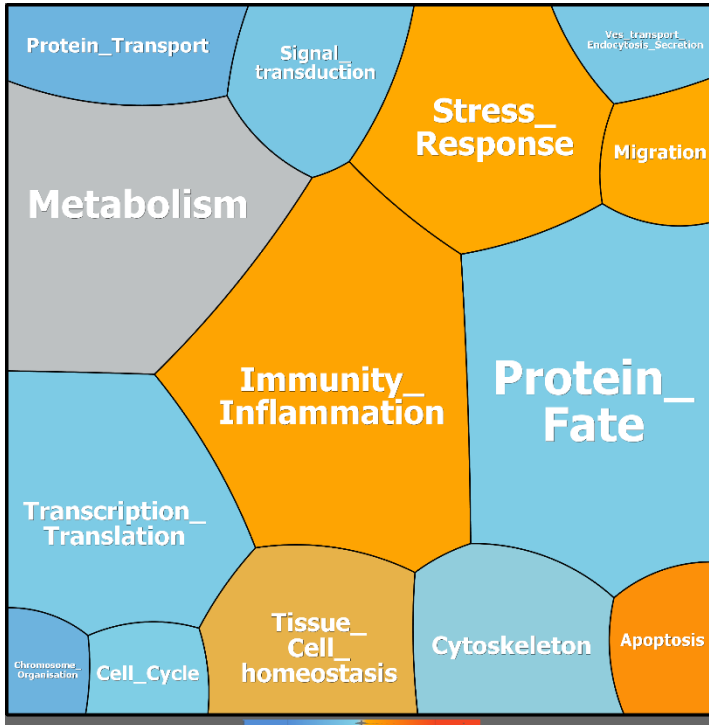 Protein_Transport
Signal_
transduction
Stress_
Response
Ves_transport_
Endocytosis_Secretion
Migration
Metabolism
Immunity_
Inflammation
Protein_
Fate
Transcription_
Translation
Tissue_
Cell_
homeostasis
Cytoskeleton
Apoptosis
Chromosome_
Organisation
Cell_Cycle